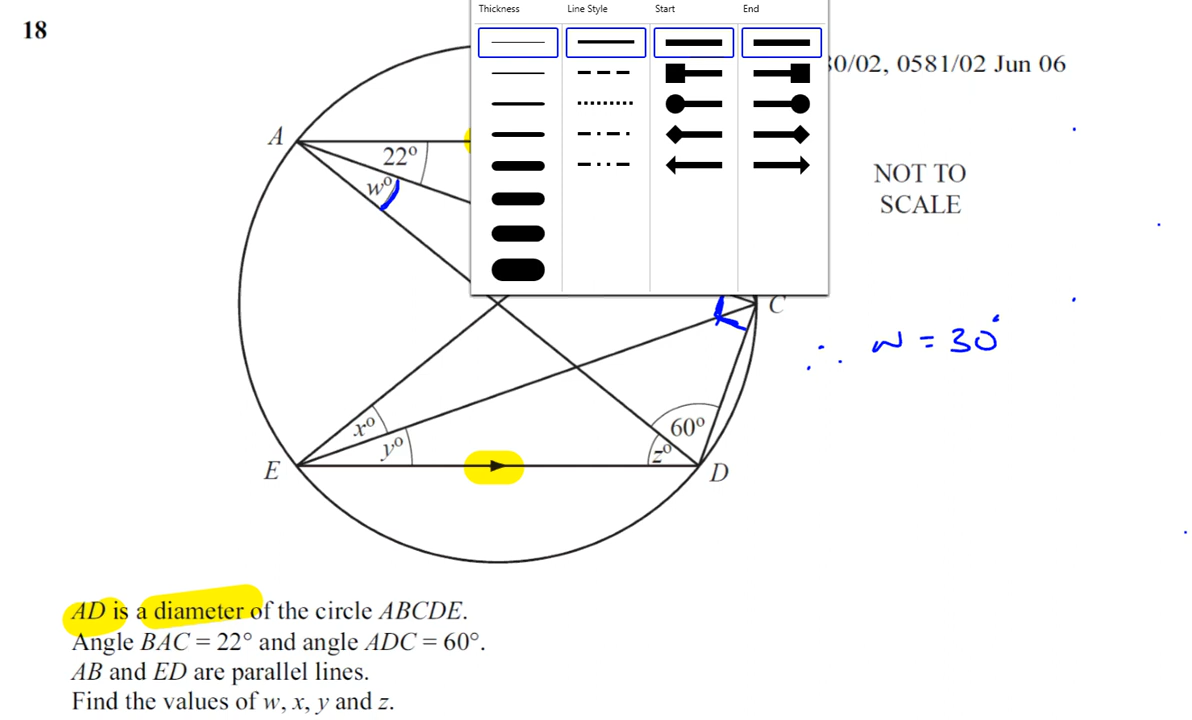 Thickness Line Style Start End
18
30/02, 0581/02 Jun 06
A
22°
w°
NOT TO
SCALE
C
∴ w = 30°
x°
y°
60°
z°
E
D
AD is a diameter of the circle ABCDE.
Angle BAC = 22° and angle ADC = 60°.
AB and ED are parallel lines.
Find the values of w, x, y and z.